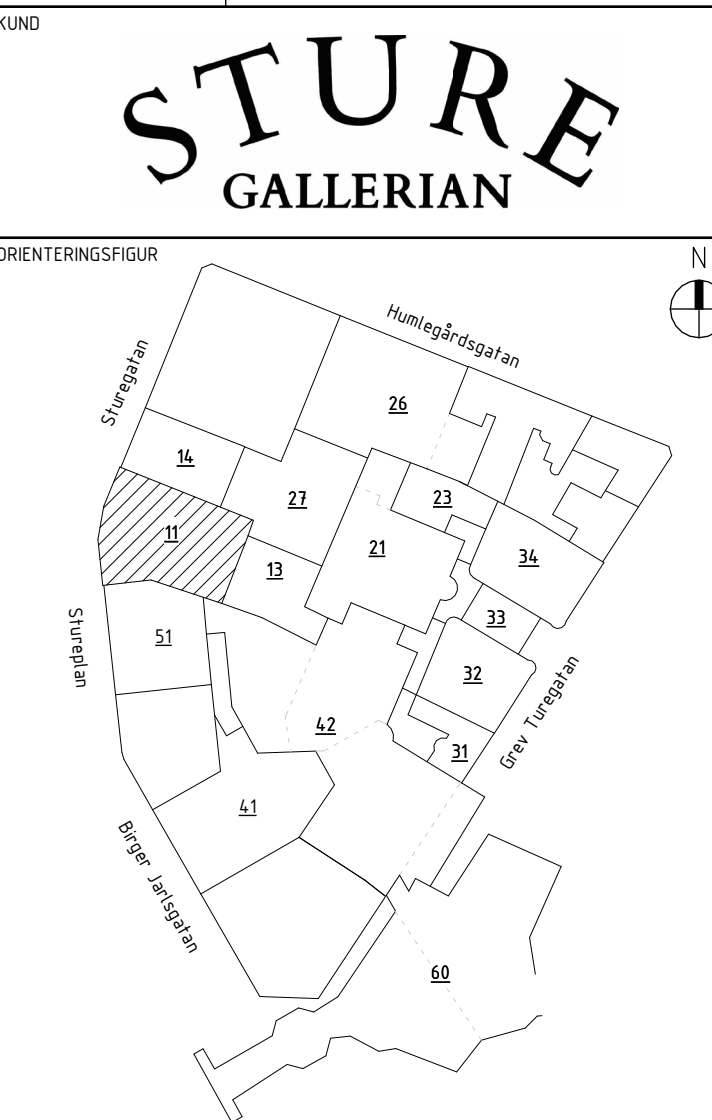 KUND
STURE
GALLERIAN
ORIENTERINGSFIGUR
N
Humlegårdsgatan
Sturegatan
26
14
27
23
11
21
34
13
33
51
Stureplan
32
42
Grev Turegatan
31
41
Birger Jarlsgatan
60